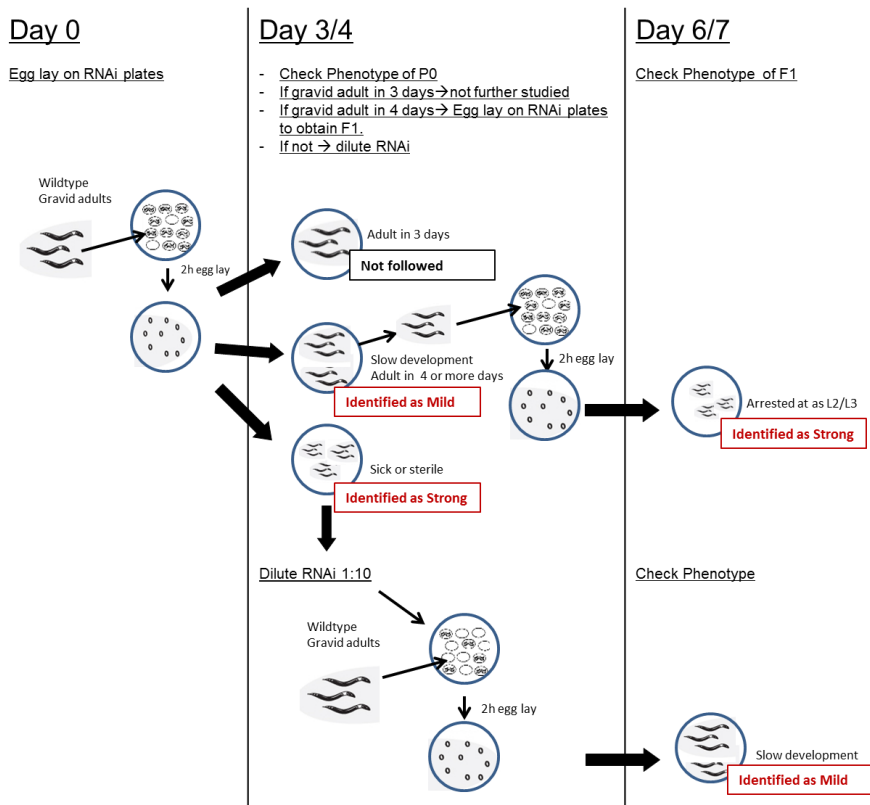 Day 0
Egg lay on RNAi plates
Wildtype
Gravid adults
2h egg lay
Day 3/4
- Check Phenotype of P0
- If gravid adult in 3 days→not further studied
- If gravid adult in 4 days→ Egg lay on RNAi plates
to obtain F1.
- If not → dilute RNAi
Adult in 3 days
Not followed
Slow development
Adult in 4 or more days
Identified as Mild
2h egg lay
Sick or sterile
Identified as Strong
Dilute RNAi 1:10
Wildtype
Gravid adults
2h egg lay
Day 6/7
Check Phenotype of F1
Arrested at as L2/L3
Identified as Strong
Check Phenotype
Slow development
Identified as Mild